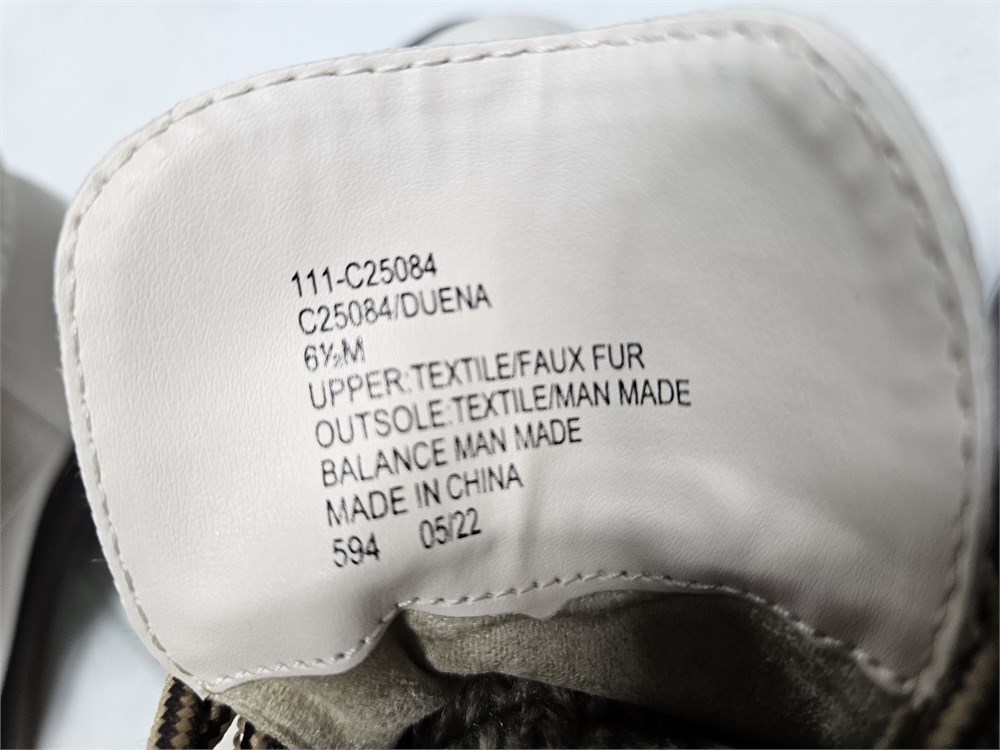 111-C25084
C25084/DUENA
6½M
UPPER:TEXTILE/FAUX FUR
OUTSOLE:TEXTILE/MAN MADE
BALANCE MAN MADE
MADE IN CHINA
594 05/22